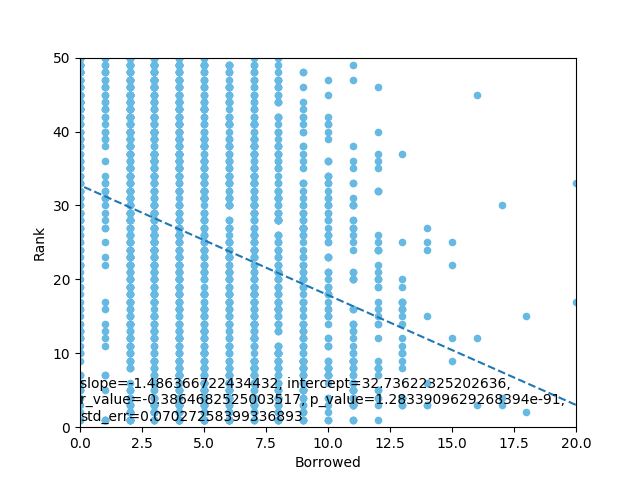 50
40
30
20
10
0
Rank
slope=-1.486366722434432, intercept=32.73622325202636,
r_value=-0.3864682525003517, p_value=1.2833909629268394e-91,
std_err=0.07027258399336893
0.0 2.5 5.0 7.5 10.0 12.5 15.0 17.5 20.0
Borrowed